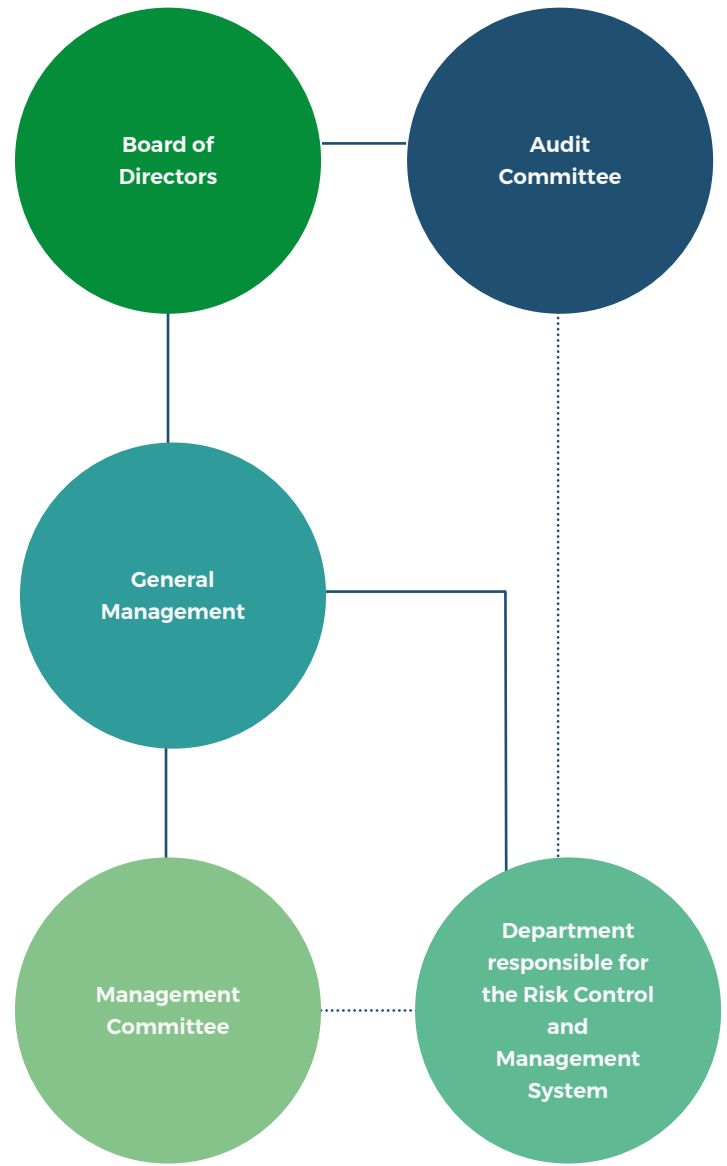 Board of
Directors
Audit
Committee
General
Management
Management
Committee
Department
responsible for
the Risk Control
and
Management
System